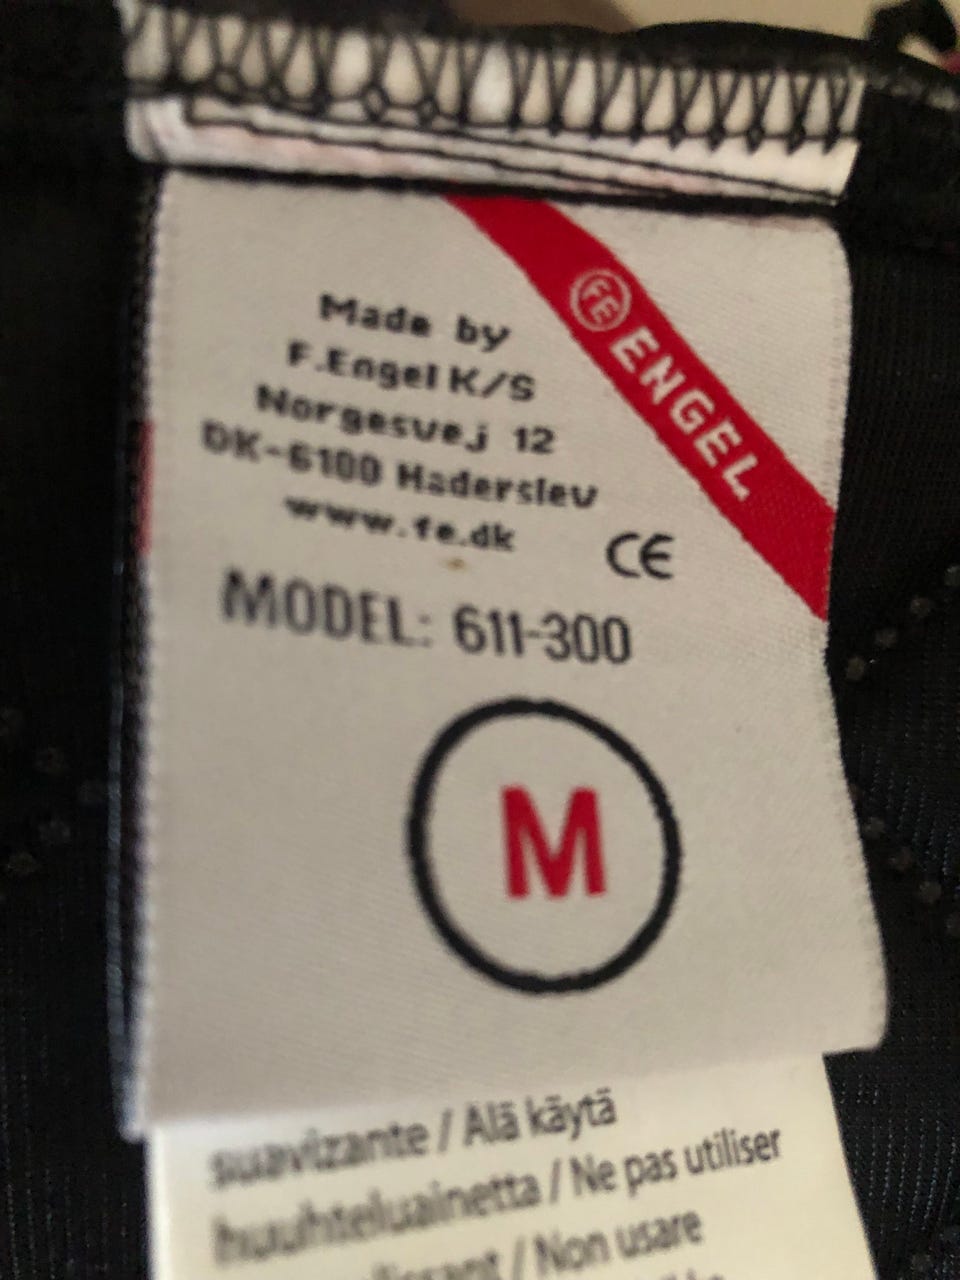 FE ENGEL
Made by
F.Engel K/S
Norgesvej 12
DK-6100 Haderslev
www.fe.dk
CE
MODEL: 611-300
M
suavizante / Älä käytä
huuhteluainetta / Ne pas utiliser
/ Non usare